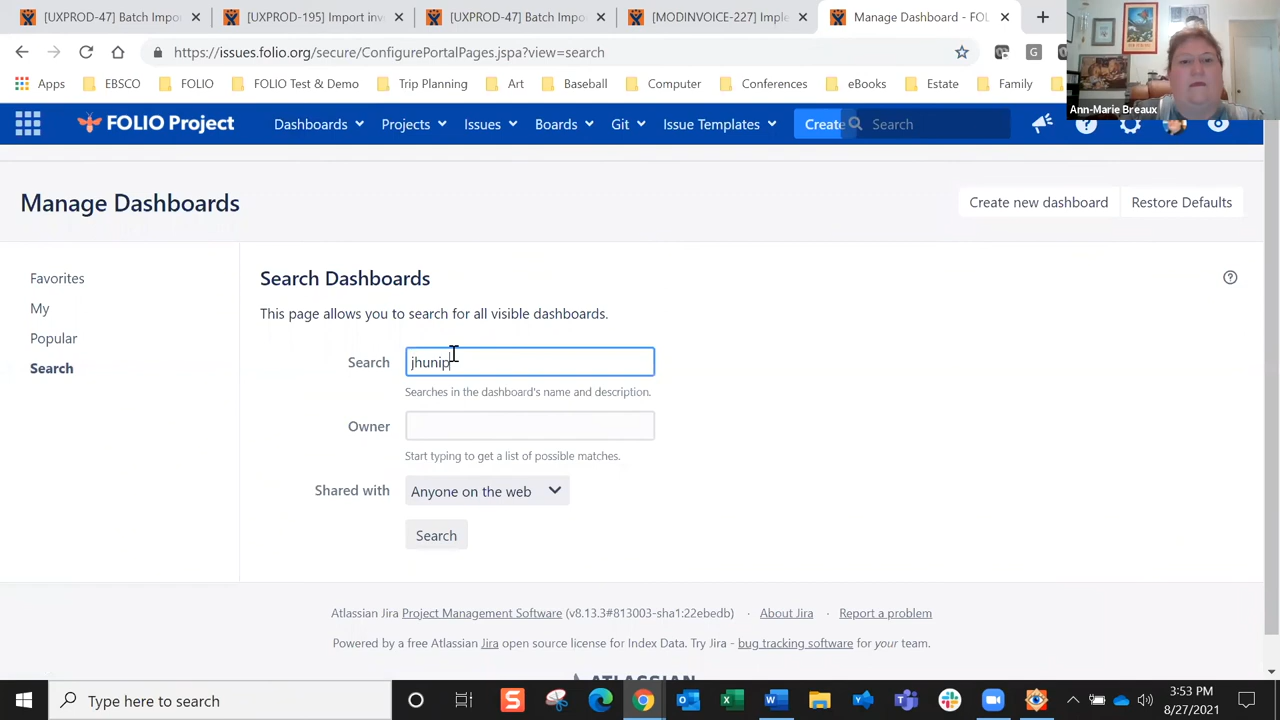 [UXPROD-47] Batch Impor
[UXPROD-195] Import inv
[UXPROD-47] Batch Impo
[MODINVOICE-227] Imple
Manage Dashboard - FOL
https://issues.folio.org/secure/ConfigurePortalPages.jspa?view=search
Apps EBSCO FOLIO FOLIO Test & Demo Trip Planning Art Baseball Computer Conferences eBooks Estate Family
Ann-Marie Breaux
FOLIO Project Dashboards Projects Issues Boards Git Issue Templates Create Search
Manage Dashboards
Create new dashboard Restore Defaults
Favorites
My
Popular
Search
Search Dashboards
This page allows you to search for all visible dashboards.
Search jhunip
Searches in the dashboard's name and description.
Owner
Start typing to get a list of possible matches.
Shared with Anyone on the web
Search
Atlassian Jira Project Management Software (v8.13.3#813003-sha1:22ebedb) · About Jira · Report a problem
Powered by a free Atlassian Jira open source license for Index Data. Try Jira - bug tracking software for your team.
ATLASSIAN
Type here to search
3:53 PM
8/27/2021